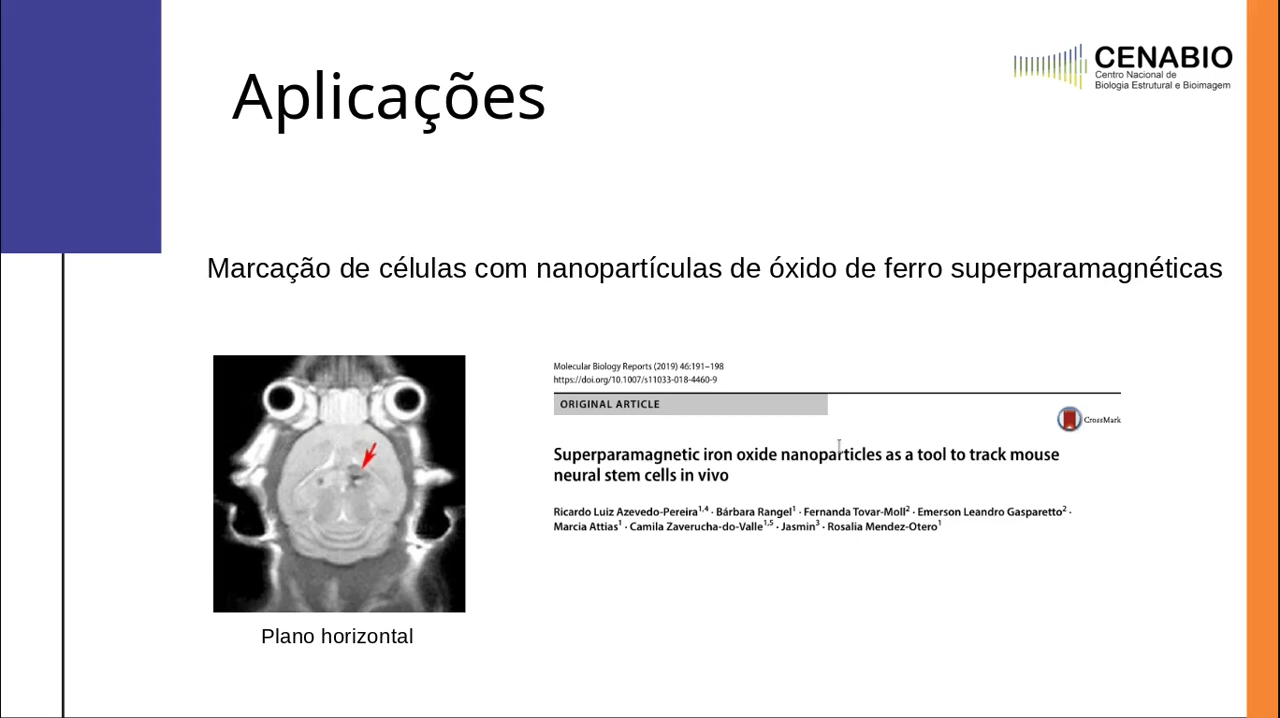 Aplicações
CENABIO
Centro Nacional de
Biologia Estrutural e Bioimagem
Marcação de células com nanopartículas de óxido de ferro superparamagnéticas
Molecular Biology Reports (2019) 46:191–198
https://doi.org/10.1007/s11033-018-4460-9
ORIGINAL ARTICLE
CrossMark
Superparamagnetic iron oxide nanoparticles as a tool to track mouse
neural stem cells in vivo
Ricardo Luiz Azevedo-Pereira1,4 · Bárbara Rangel1 · Fernanda Tovar-Moll2 · Emerson Leandro Gasparetto2 ·
Marcia Attias1 · Camila Zaverucha-do-Valle1,5 · Jasmin3 · Rosalia Mendez-Otero1
Plano horizontal